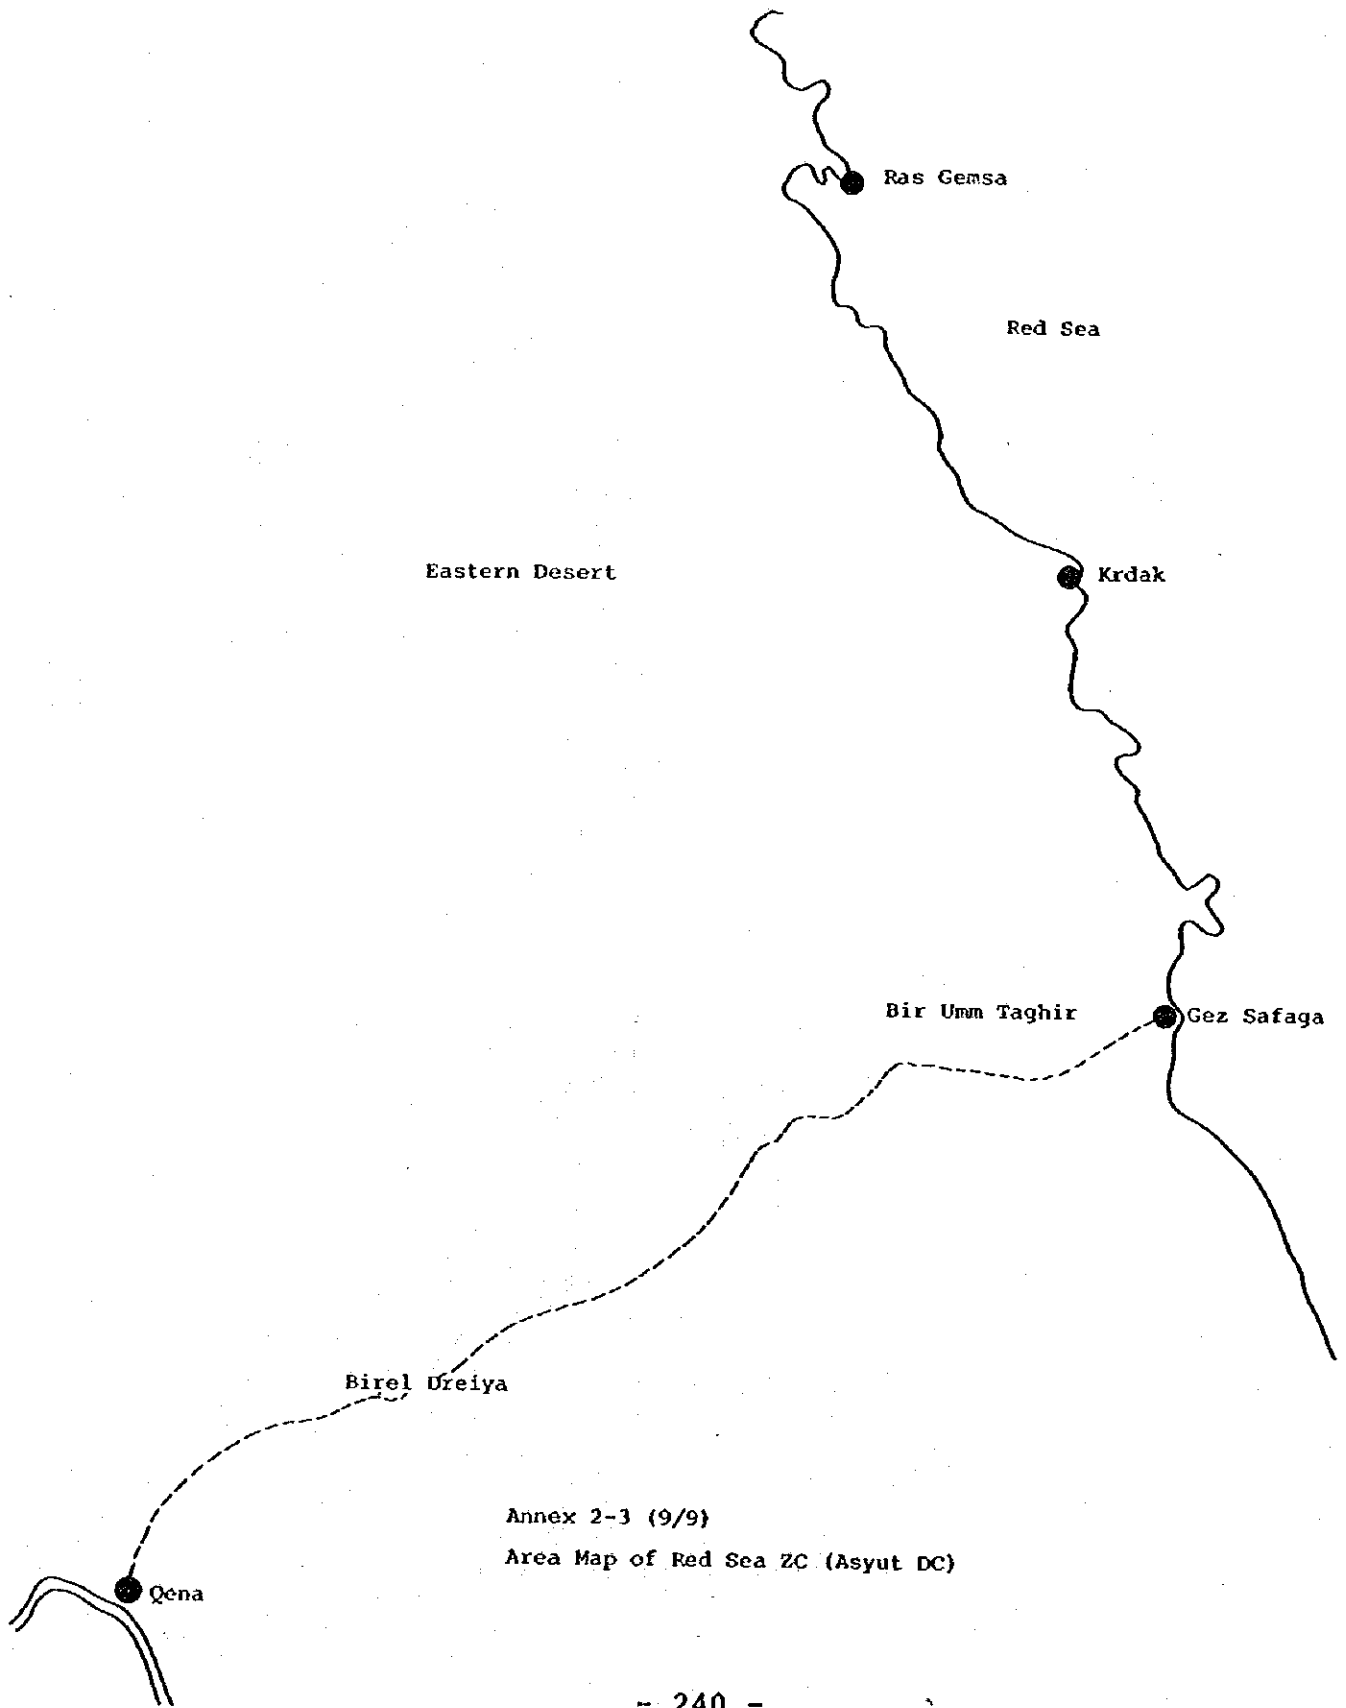 Ras Gemsa
Red Sea
Eastern Desert
Krdak
Bir Umm Taghir
Gez Safaga
Birel Dreiya
Annex 2-3 (9/9)
Area Map of Red Sea ZC (Asyut DC)
Qena
- 240 -